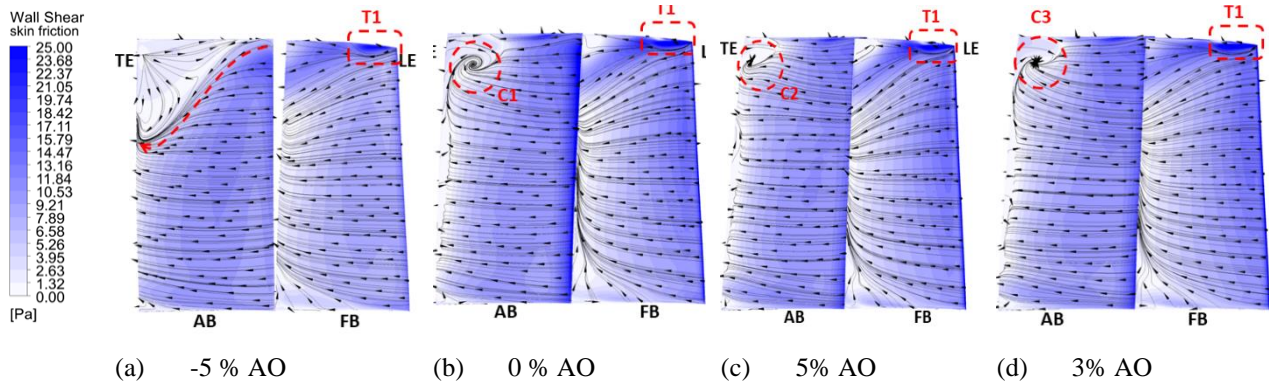 Wall Shear
skin friction
25.00
23.68
22.37
21.05
19.74
18.42
17.11
15.79
14.47
13.16
11.84
10.53
9.21
7.89
6.58
5.26
3.95
2.63
1.32
0.00
[Pa]
T1
TE
LE
AB
FB
T1
E
L
C1
AB
FB
T1
TE
LE
C2
AB
FB
C3
T1
AB
FB
(a) -5 % AO
(b) 0 % AO
(c) 5% AO
(d) 3% AO